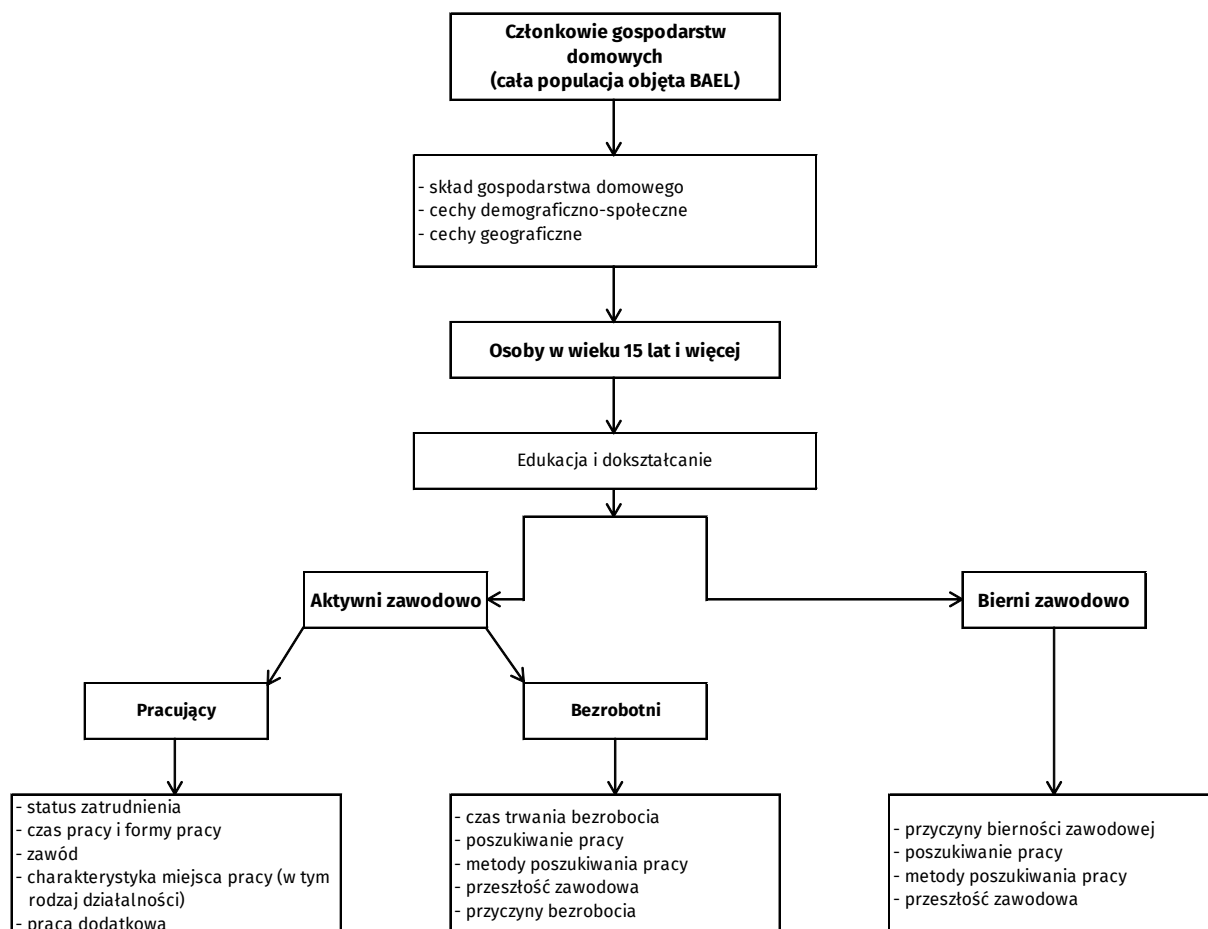 Członkowie gospodarstw
domowych
(cała populacja objęta BAEL)
- skład gospodarstwa domowego
- cechy demograficzno-społeczne
- cechy geograficzne
Osoby w wieku 15 lat i więcej
Edukacja i dokształcanie
Aktywni zawodowo
Bierni zawodowo
Pracujący
Bezrobotni
- status zatrudnienia
- czas pracy i formy pracy
- zawód
- charakterystyka miejsca pracy (w tym
rodzaj działalności)
- praca dodatkowa
- czas trwania bezrobocia
- poszukiwanie pracy
- metody poszukiwania pracy
- przeszłość zawodowa
- przyczyny bezrobocia
- przyczyny bierności zawodowej
- poszukiwanie pracy
- metody poszukiwania pracy
- przeszłość zawodowa